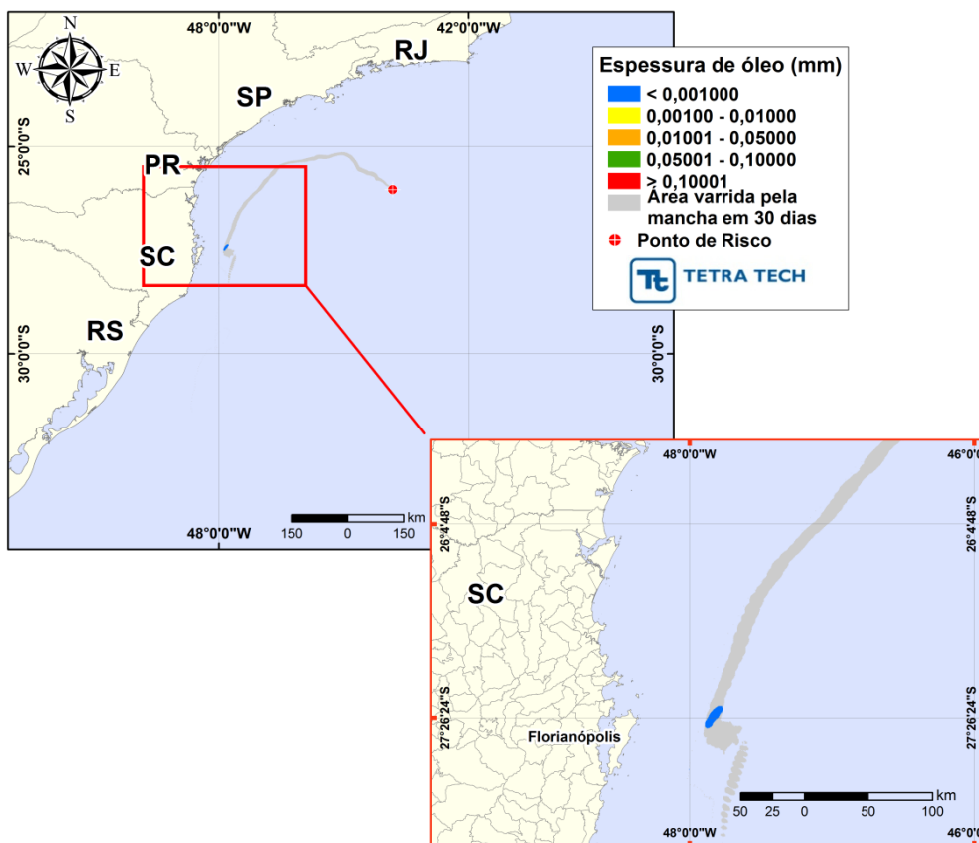 48°0'0"W
42°0'0"W
N
W
E
S
RJ
SP
PR
SC
RS
25°0'0"S
25°0'0"S
30°0'0"S
30°0'0"S
48°0'0"W
150 0 150 km
Espessura de óleo (mm)
< 0,001000
0,00100 - 0,01000
0,01001 - 0,05000
0,05001 - 0,10000
> 0,10001
Área varrida pela
mancha em 30 dias
Ponto de Risco
Tt TETRA TECH
48°0'0"W
46°0'0"W
26°4'48"S
26°4'48"S
SC
27°26'24"S
27°26'24"S
Florianópolis
50 25 0 50 100 km
48°0'0"W
46°0'0"W